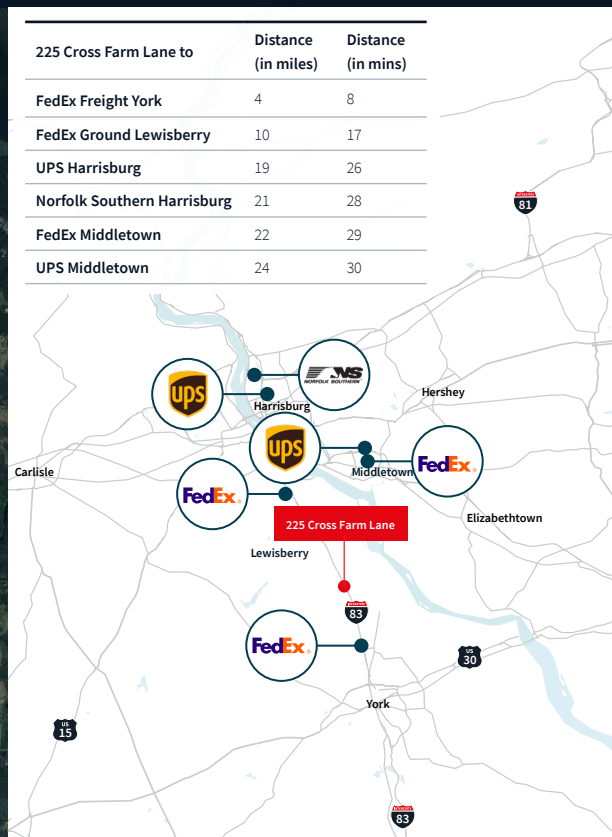 225 Cross Farm Lane to
Distance
(in miles)
Distance
(in mins)
FedEx Freight York 4 8
FedEx Ground Lewisberry 10 17
UPS Harrisburg 19 26
Norfolk Southern Harrisburg 21 28
FedEx Middletown 22 29
UPS Middletown 24 30
81
NS
NORFOLK SOUTHERN
ups
Hershey
Harrisburg
ups
FedEx
Carlisle
Middletown
FedEx
Elizabethtown
225 Cross Farm Lane
Lewisberry
83
FedEx
US
30
York
US
15
83